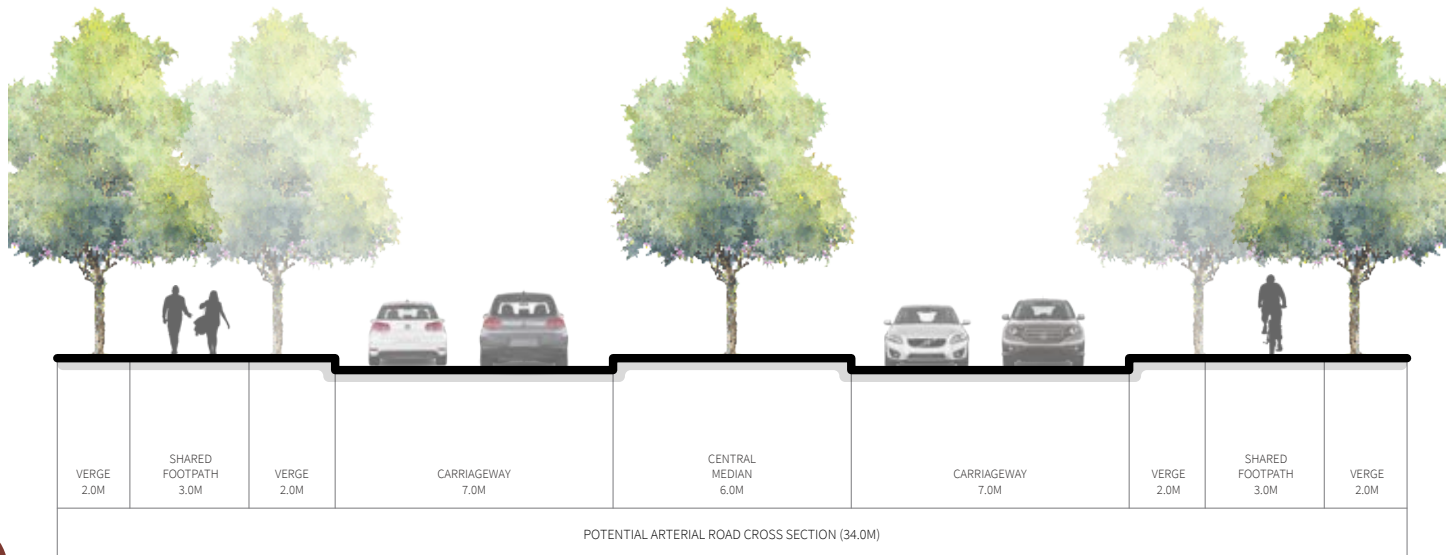 VERGE
2.0M
SHARED
FOOTPATH
3.0M
VERGE
2.0M
CARRIAGEWAY
7.0M
CENTRAL
MEDIAN
6.0M
CARRIAGEWAY
7.0M
VERGE
2.0M
SHARED
FOOTPATH
3.0M
VERGE
2.0M
POTENTIAL ARTERIAL ROAD CROSS SECTION (34.0M)